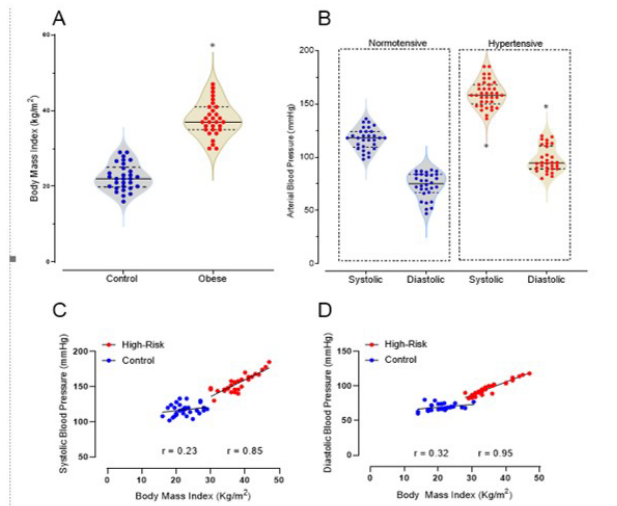 A
60
40
20
0
Body Mass Index (kg/m²)
Control
Obese
B
Normotensive
Hypertensive
200
150
100
50
0
Arterial Blood Pressure (mmHg)
Systolic
Diastolic
Systolic
Diastolic
C
High-Risk
Control
200
150
100
50
Systolic Blood Pressure (mmHg)
r = 0.23
r = 0.85
0
10
20
30
40
50
Body Mass Index (Kg/m²)
D
High-Risk
Control
150
100
50
0
Diastolic Blood Pressure (mmHg)
r = 0.32
r = 0.95
0
10
20
30
40
50
Body Mass Index (Kg/m²)